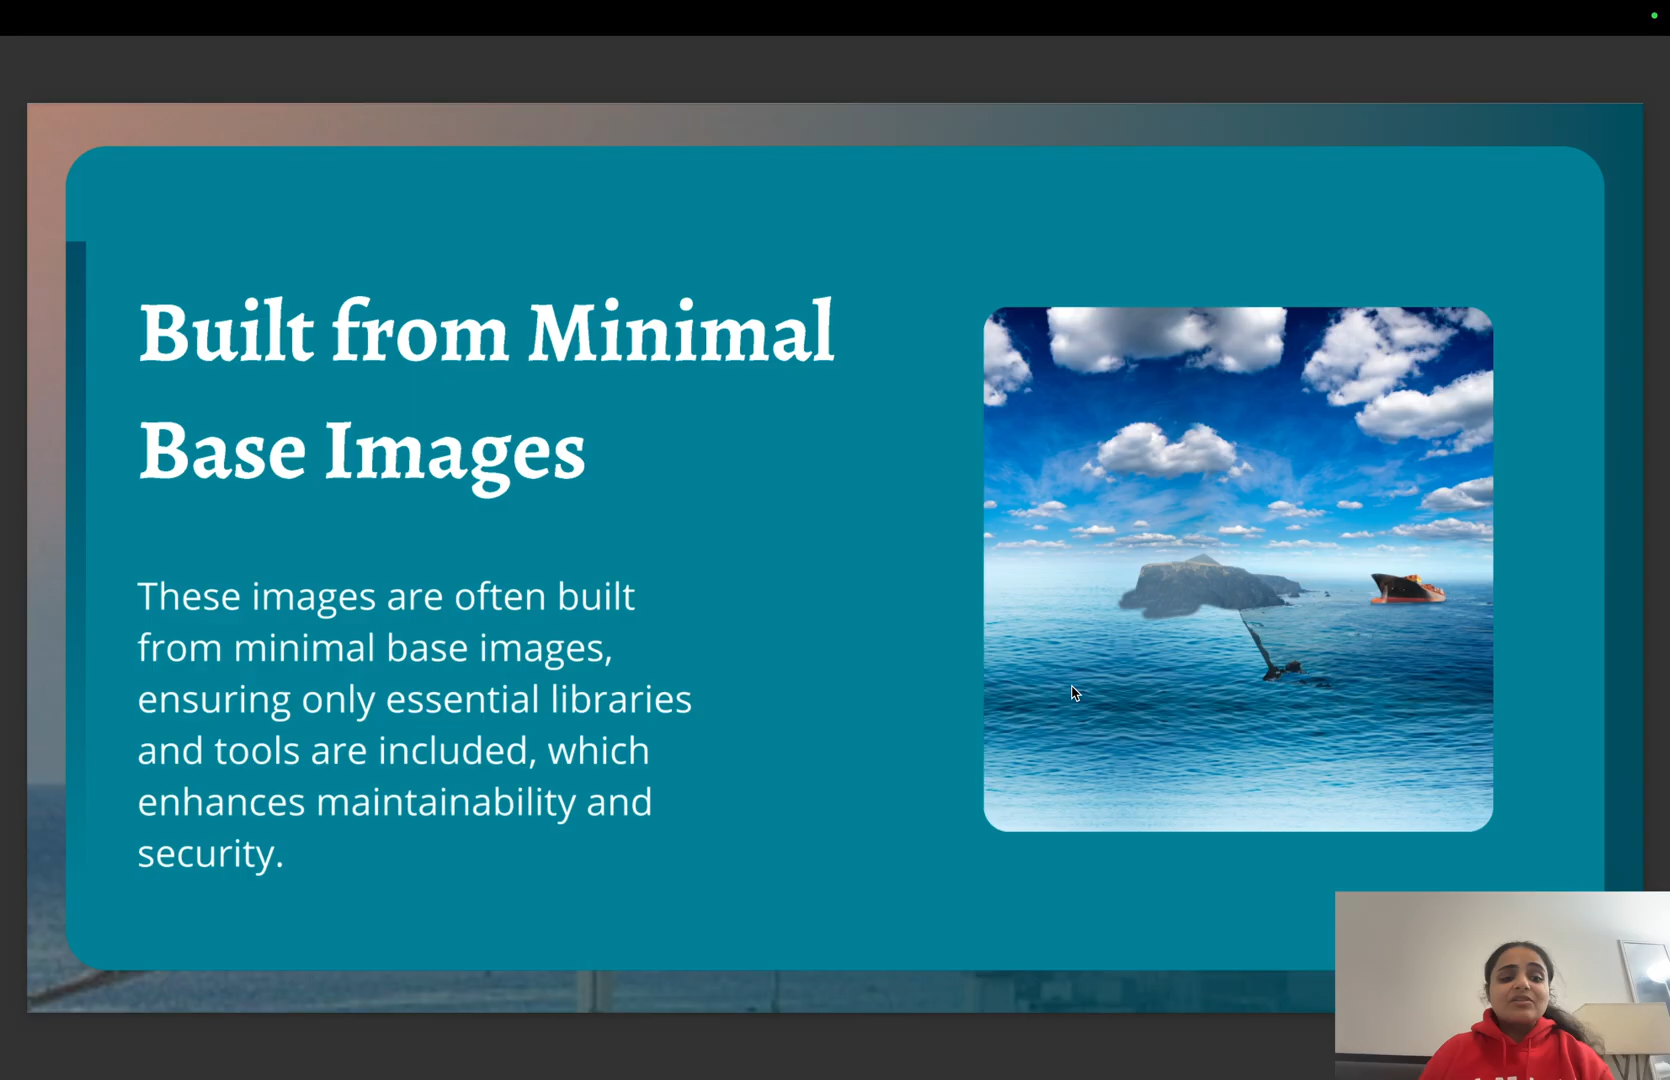 Built from Minimal
Base Images
These images are often built
from minimal base images,
ensuring only essential libraries
and tools are included, which
enhances maintainability and
security.